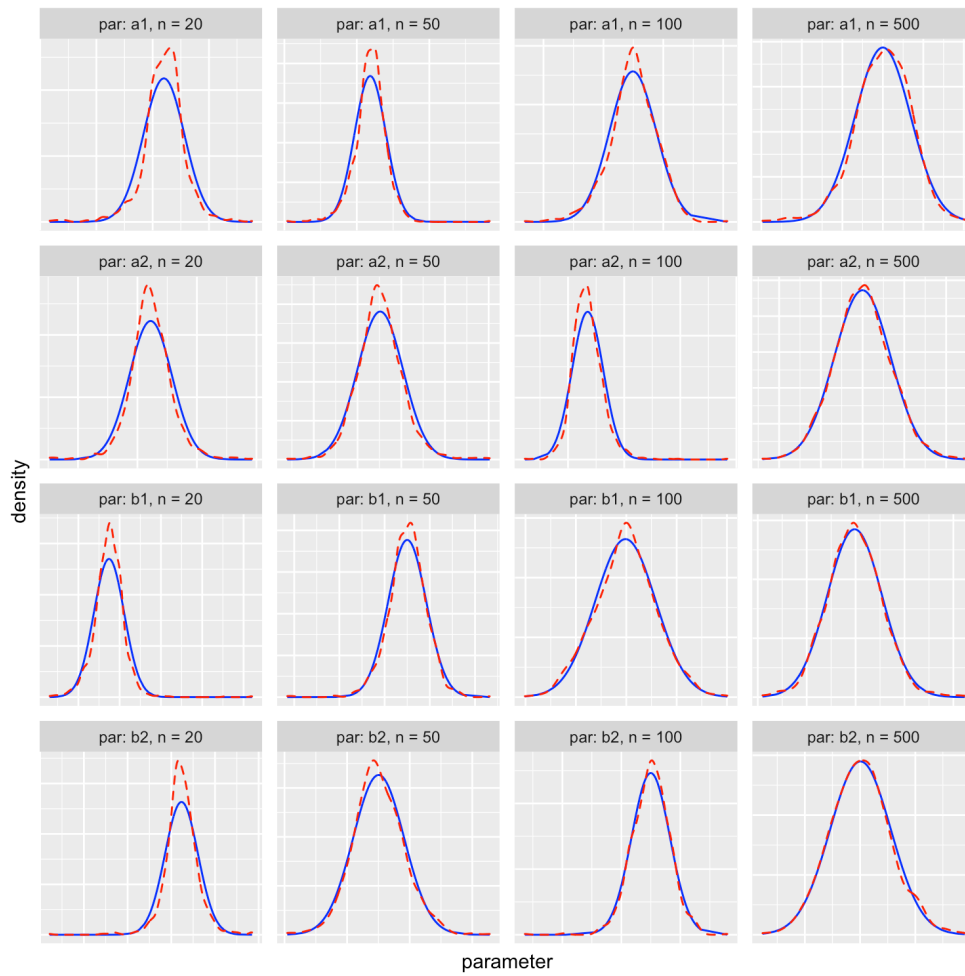 par: a1, n = 20
par: a1, n = 50
par: a1, n = 100
par: a1, n = 500
par: a2, n = 20
par: a2, n = 50
par: a2, n = 100
par: a2, n = 500
density
par: b1, n = 20
par: b1, n = 50
par: b1, n = 100
par: b1, n = 500
par: b2, n = 20
par: b2, n = 50
par: b2, n = 100
par: b2, n = 500
parameter